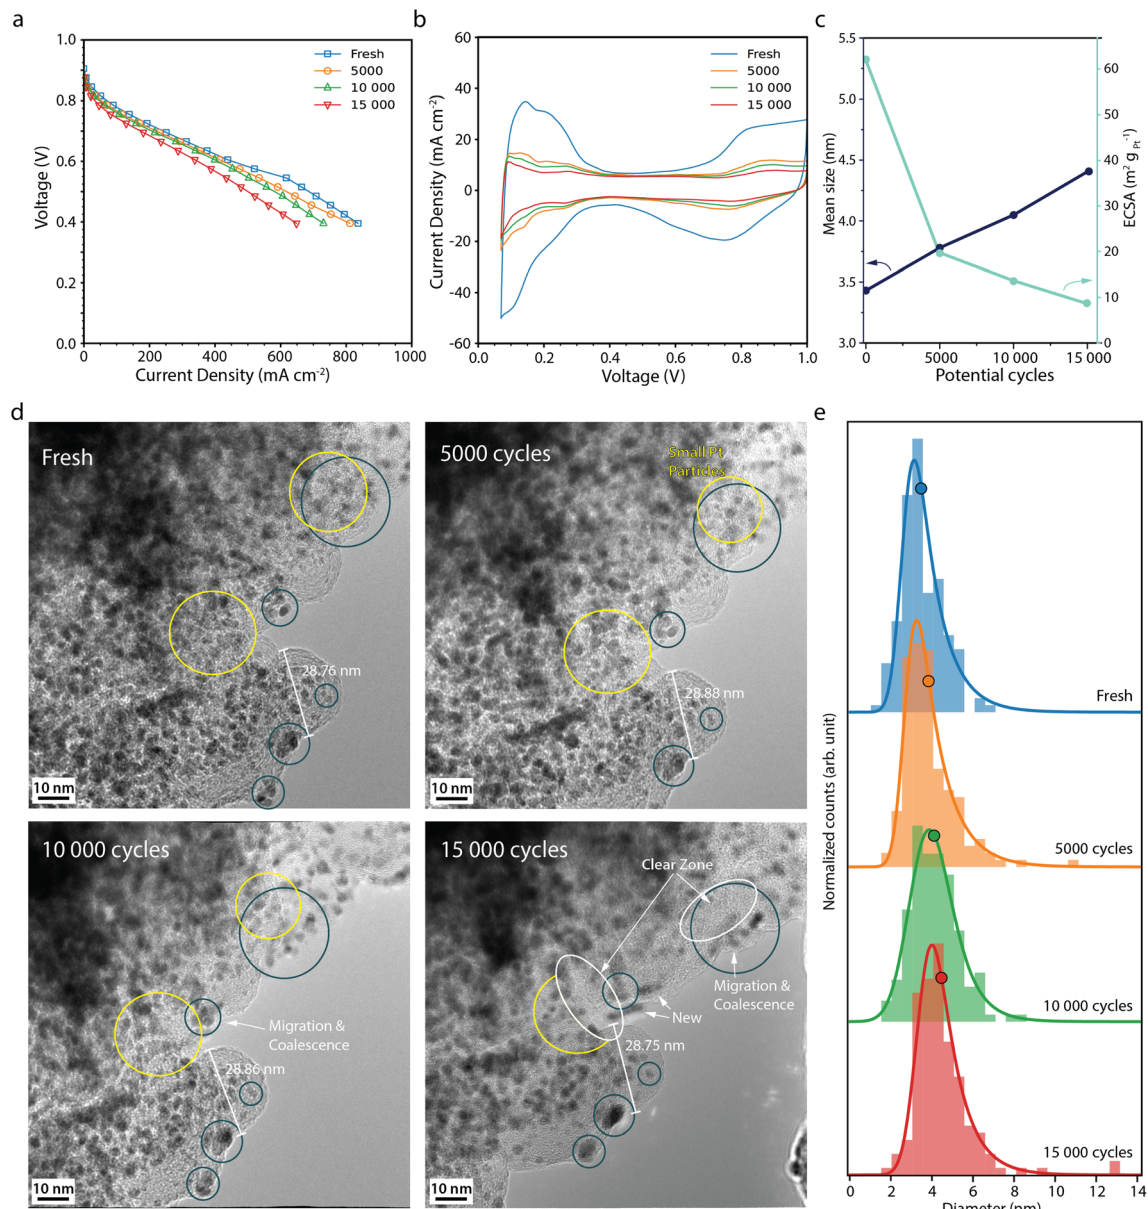 a
1.0
0.8
0.6
0.4
0.2
0.0
Voltage (V)
Fresh
5000
10 000
15 000
0
200
400
600
800
1000
Current Density (mA cm-2)
b
60
40
20
0
-20
-40
-60
Current Density (mA cm-2)
Fresh
5000
10 000
15 000
0.0
0.2
0.4
0.6
0.8
1.0
Voltage (V)
c
5.5
5.0
4.5
4.0
3.5
3.0
Mean size (nm)
60
50
40
30
20
10
0
ECSA (m2 g Pt-1)
0
5000
10 000
15 000
Potential cycles
d
Fresh
28.76 nm
10 nm
5000 cycles
Small Pt
Particles
28.88 nm
10 nm
10 000 cycles
Migration &
Coalescence
28.86 nm
10 nm
15 000 cycles
Clear Zone
Migration &
Coalescence
New
28.75 nm
10 nm
e
Normalized counts (arb. unit)
Fresh
5000 cycles
10 000 cycles
15 000 cycles
0
2
4
6
8
10
12
14
Diameter (nm)